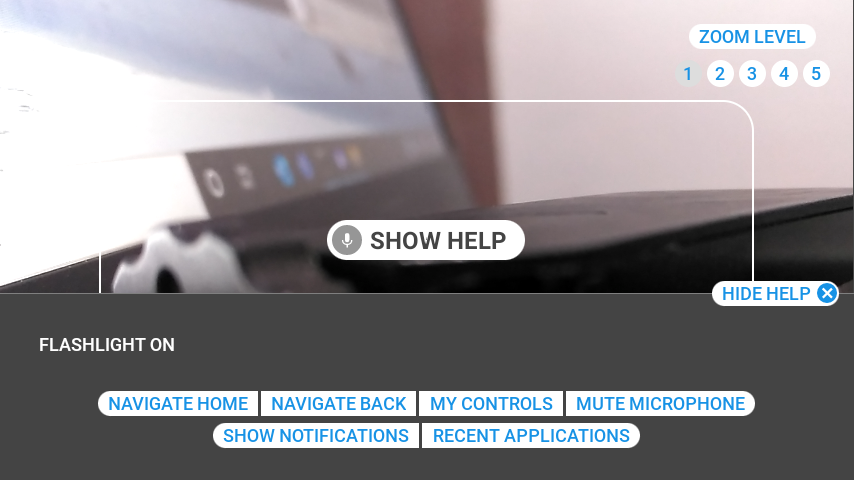 ZOOM LEVEL
1 2 3 4 5
SHOW HELP
HIDE HELP
FLASHLIGHT ON
NAVIGATE HOME NAVIGATE BACK MY CONTROLS MUTE MICROPHONE
SHOW NOTIFICATIONS RECENT APPLICATIONS